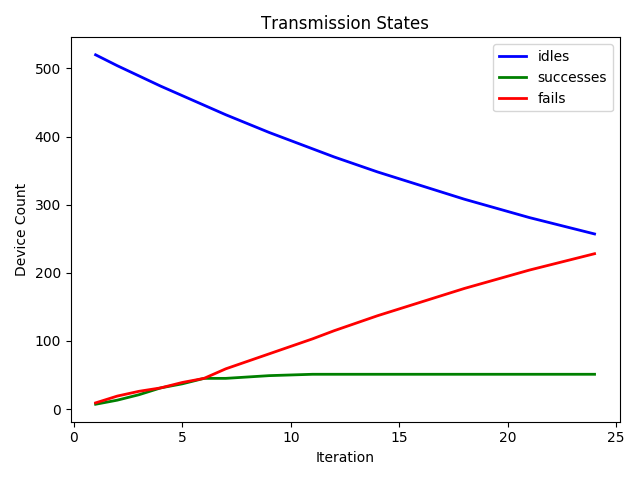 Transmission States
idles
successes
fails
Device Count
500
400
300
200
100
0
0 5 10 15 20 25
Iteration